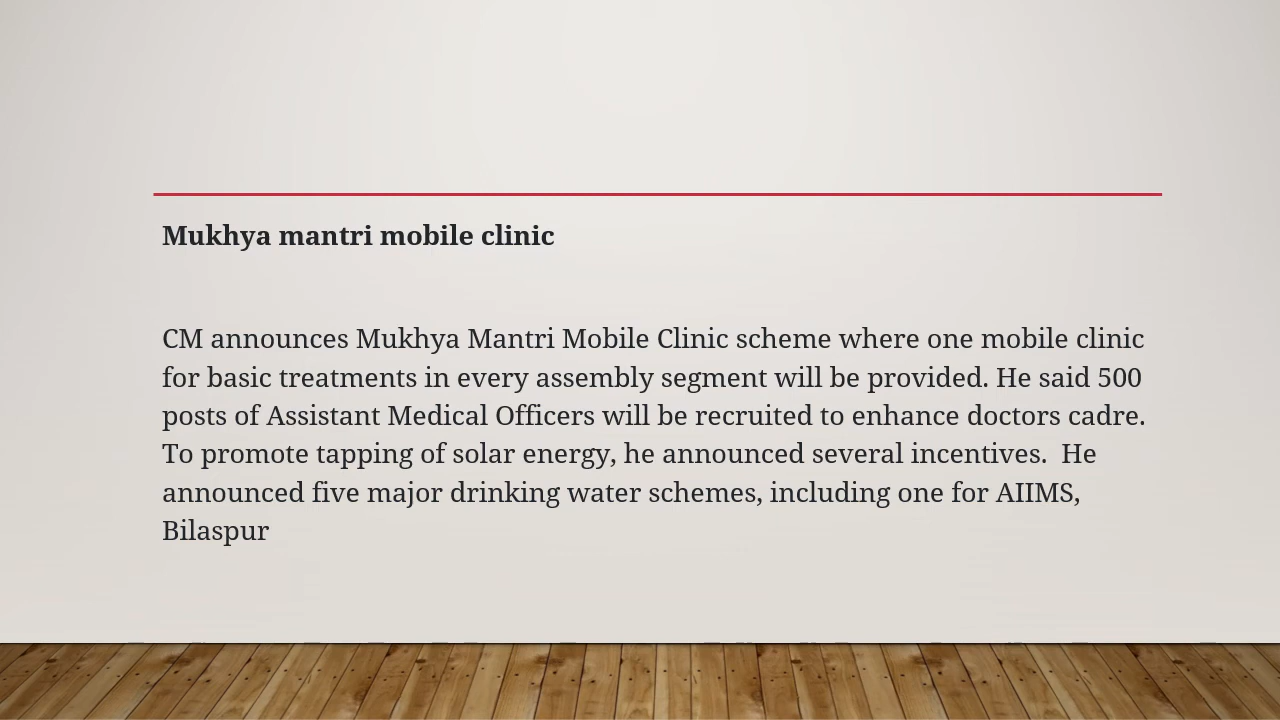 Mukhya mantri mobile clinic
CM announces Mukhya Mantri Mobile Clinic scheme where one mobile clinic
for basic treatments in every assembly segment will be provided. He said 500
posts of Assistant Medical Officers will be recruited to enhance doctors cadre.
To promote tapping of solar energy, he announced several incentives.  He
announced five major drinking water schemes, including one for AIIMS,
Bilaspur